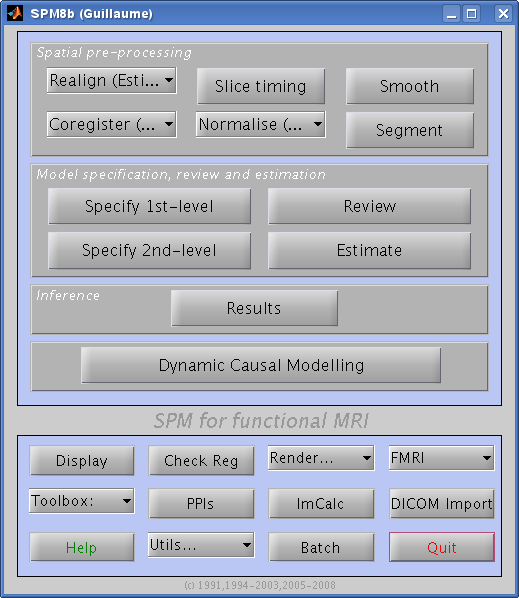 SPM8b (Guillaume)
Spatial pre-processing
Realign (Esti...
Slice timing
Smooth
Coregister (...
Normalise (...
Segment
Model specification, review and estimation
Specify 1st-level
Review
Specify 2nd-level
Estimate
Inference
Results
Dynamic Causal Modelling
SPM for functional MRI
Display
Check Reg
Render...
FMRI
Toolbox:
PPIs
ImCalc
DICOM Import
Help
Utils...
Batch
Quit
(c) 1991,1994-2003,2005-2008